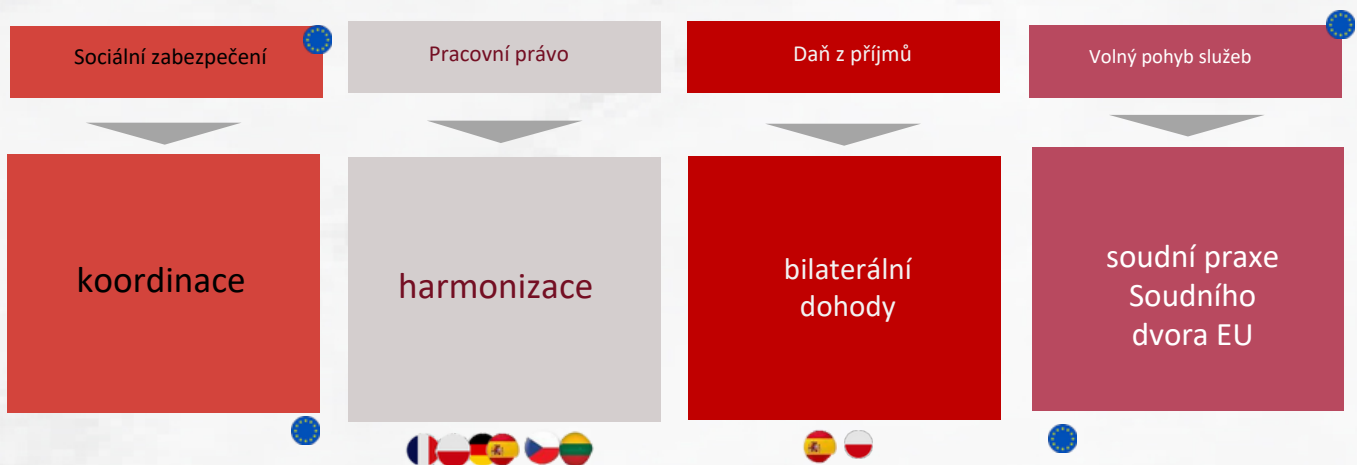 Sociální zabezpečení
Pracovní právo
Daň z příjmů
Volný pohyb služeb
koordinace
harmonizace
bilaterální
dohody
soudní praxe
Soudního
dvora EU